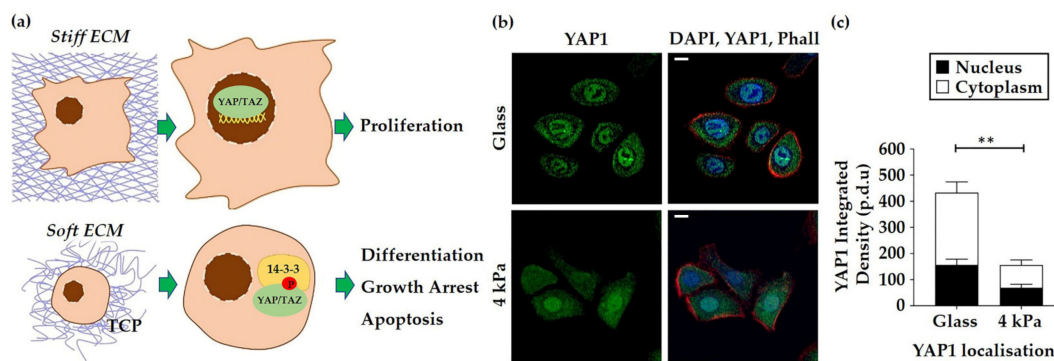 (a)
Stiff ECM
YAP/TAZ
Proliferation
Soft ECM
TCP
14-3-3
P
YAP/TAZ
Differentiation
Growth Arrest
Apoptosis
(b)
YAP1
DAPI, YAP1, Phall
Glass
4 kPa
(c)
Nucleus
Cytoplasm
**
YAP1 Integrated
Density (p.d.u)
600
500
400
300
200
100
0
Glass
4 kPa
YAP1 localisation